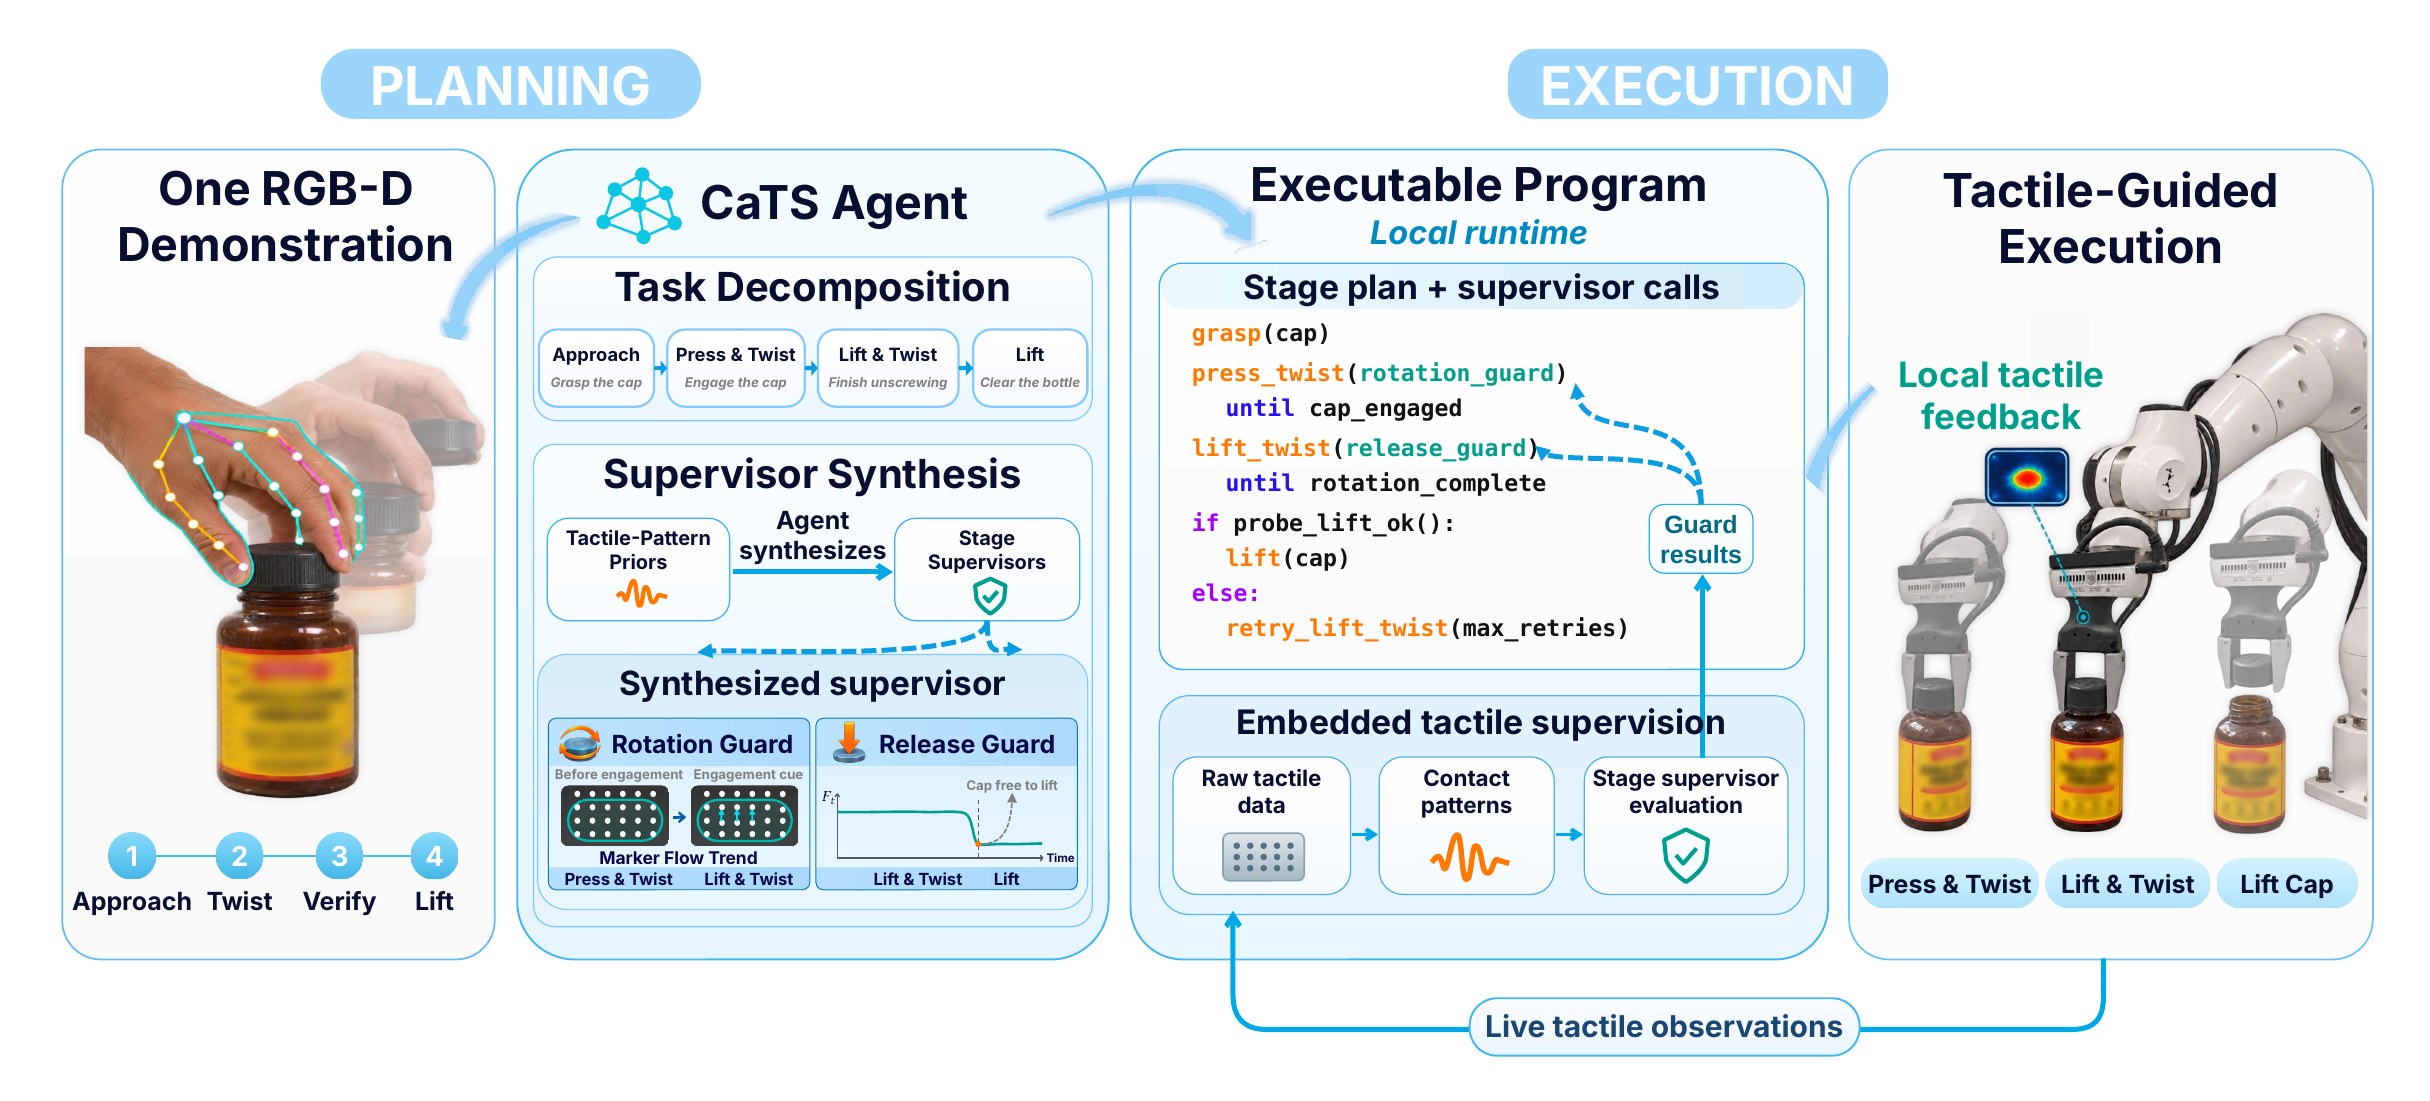 PLANNING
EXECUTION
One RGB-D
Demonstration
1
2
3
4
Approach
Twist
Verify
Lift
CaTS Agent
Task Decomposition
Approach
Grasp the cap
Press & Twist
Engage the cap
Lift & Twist
Finish unscrewing
Lift
Clear the bottle
Supervisor Synthesis
Tactile-Pattern
Priors
Agent
synthesizes
Stage
Supervisors
Synthesized supervisor
Rotation Guard
Before engagement
Engagement cue
Marker Flow Trend
Press & Twist
Lift & Twist
Release Guard
Cap free to lift
Time
Lift & Twist
Lift
Executable Program
Local runtime
Stage plan + supervisor calls
grasp(cap)
press_twist(rotation_guard)
until cap_engaged
lift_twist(release_guard)
until rotation_complete
if probe_lift_ok():
lift(cap)
else:
retry_lift_twist(max_retries)
Guard
results
Embedded tactile supervision
Raw tactile
data
Contact
patterns
Stage supervisor
evaluation
Tactile-Guided
Execution
Local tactile
feedback
Press & Twist
Lift & Twist
Lift Cap
Live tactile observations